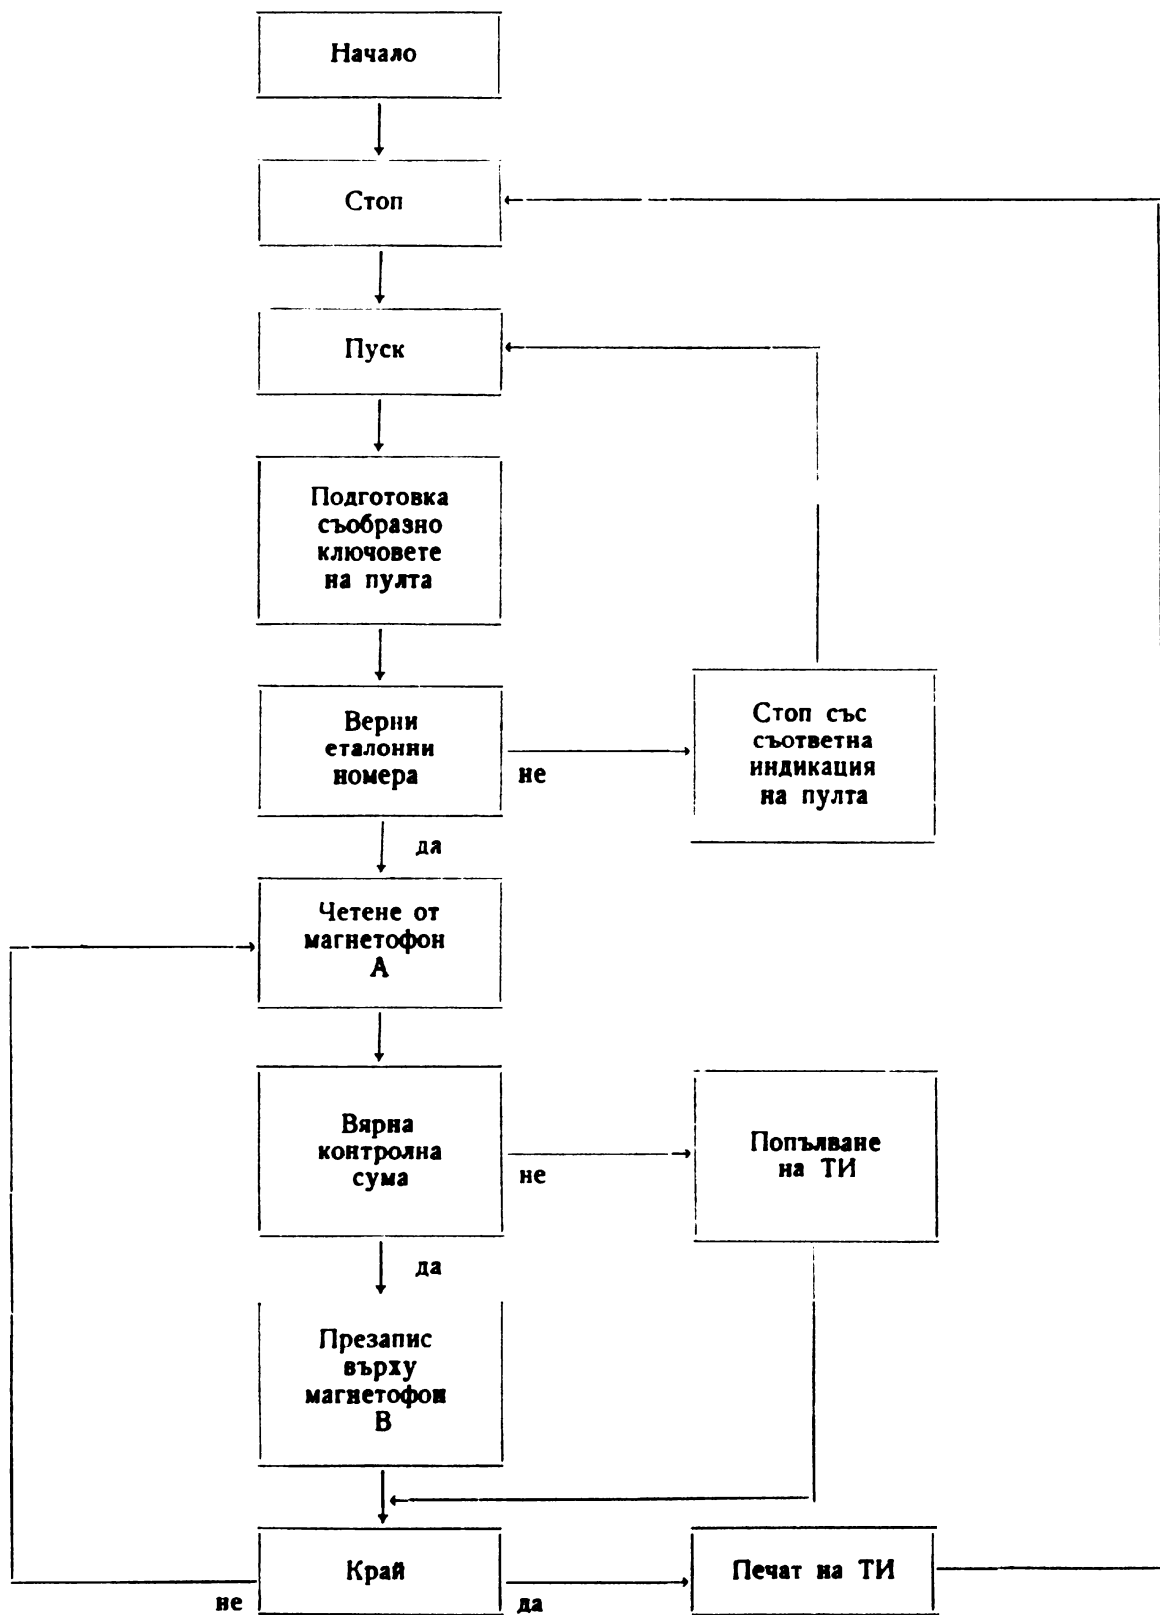 Начало
Стоп
Пуск
Подготовка
съобразно
ключовете
на пулта
Верни
еталонни
номера
не
Стоп със
съответна
индикация
на пулта
да
Четене от
магнетофон
А
Вярна
контролна
сума
не
Попълване
на ТИ
да
Презапис
върху
магнетофон
В
Край
не
да
Печат на ТИ